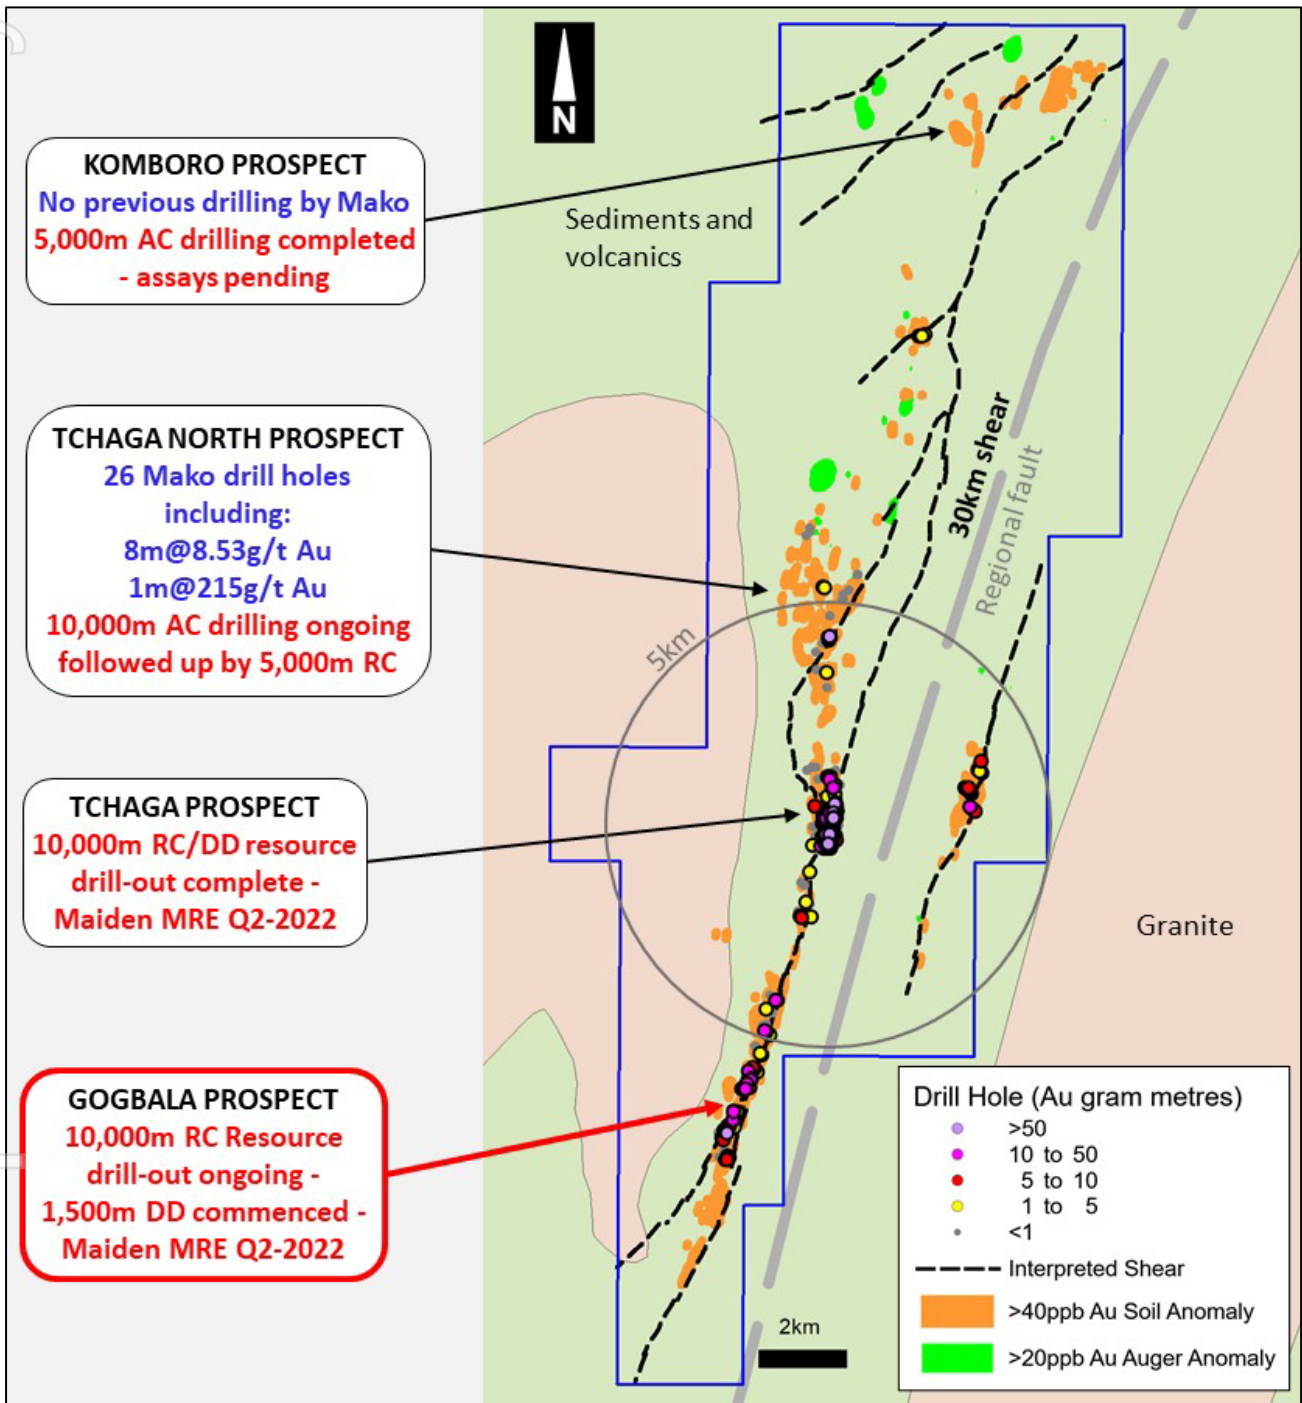 N
KOMBORO PROSPECT
No previous drilling by Mako
5,000m AC drilling completed
- assays pending
Sediments and
volcanics
TCHAGA NORTH PROSPECT
26 Mako drill holes
including:
8m@8.53g/t Au
1m@215g/t Au
10,000m AC drilling ongoing
followed up by 5,000m RC
30km shear
Regional fault
5km
TCHAGA PROSPECT
10,000m RC/DD resource
drill-out complete -
Maiden MRE Q2-2022
Granite
GOGBALA PROSPECT
10,000m RC Resource
drill-out ongoing -
1,500m DD commenced -
Maiden MRE Q2-2022
2km
Drill Hole (Au gram metres)
>50
10 to 50
5 to 10
1 to 5
<1
Interpreted Shear
>40ppb Au Soil Anomaly
>20ppb Au Auger Anomaly